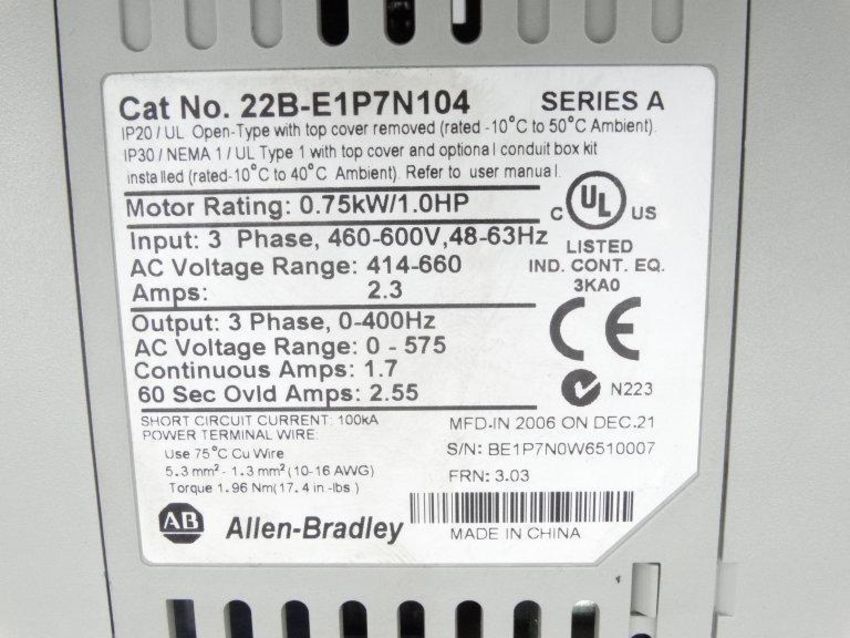 Cat No. 22B-E1P7N104 SERIES A
IP20 / UL Open-Type with top cover removed (rated -10°C to 50°C Ambient).
IP30 / NEMA 1 / UL Type 1 with top cover and optional conduit box kit
installed (rated-10°C to 40°C Ambient). Refer to user manual.
Motor Rating: 0.75kW/1.0HP
C UL US
LISTED
IND. CONT. EQ.
3KA0
Input: 3 Phase, 460-600V,48-63Hz
AC Voltage Range: 414-660
Amps: 2.3
Output: 3 Phase, 0-400Hz
AC Voltage Range: 0 - 575
Continuous Amps: 1.7
60 Sec Ovld Amps: 2.55
CE
N223
SHORT CIRCUIT CURRENT: 100kA
POWER TERMINAL WIRE:
Use 75°C Cu Wire
5.3 mm² - 1.3 mm² (10-16 AWG)
Torque 1.96 Nm(17.4 in-lbs )
MFD.IN 2006 ON DEC.21
S/N: BE1P7N0W6510007
FRN: 3.03
AB Allen-Bradley
MADE IN CHINA